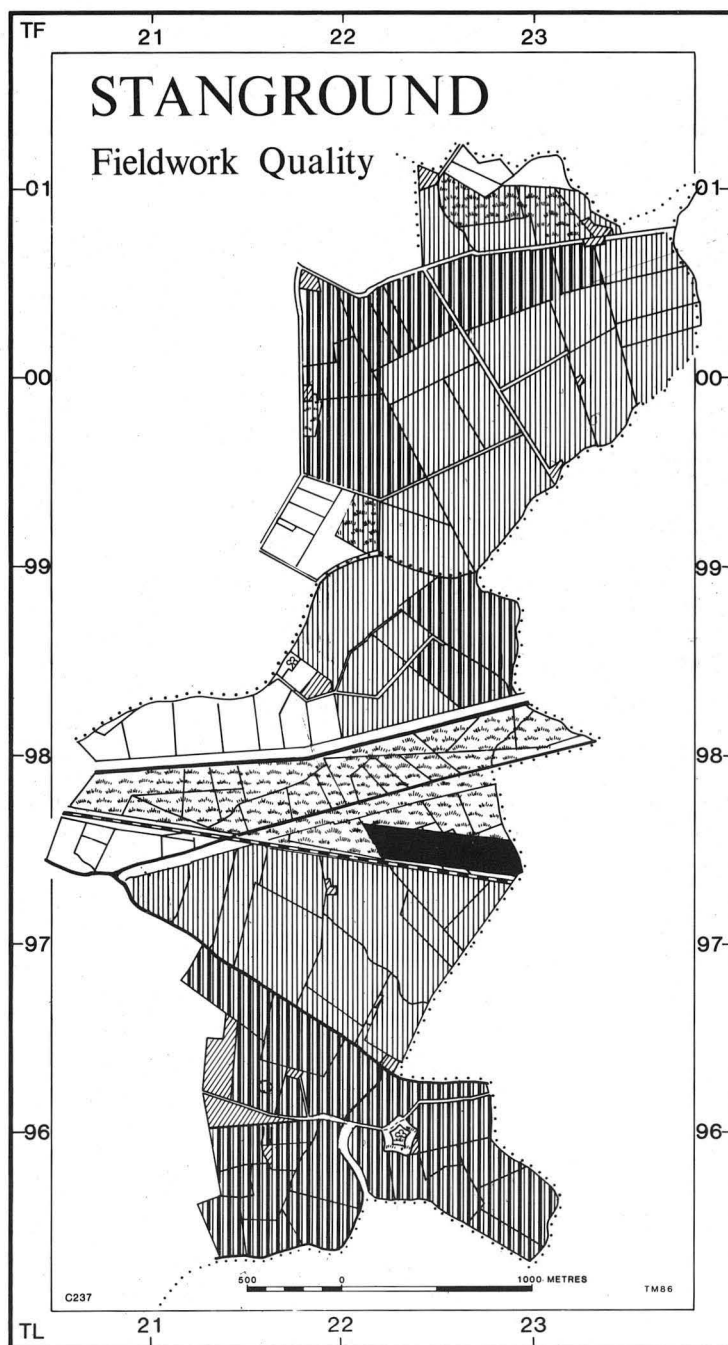 TF 21 22 23
STANGROUND
Fieldwork Quality
01 01
00 00
99 99
98 98
97 97
96 96
500 0 1000 METRES
C237 TM86
TL 21 22 23